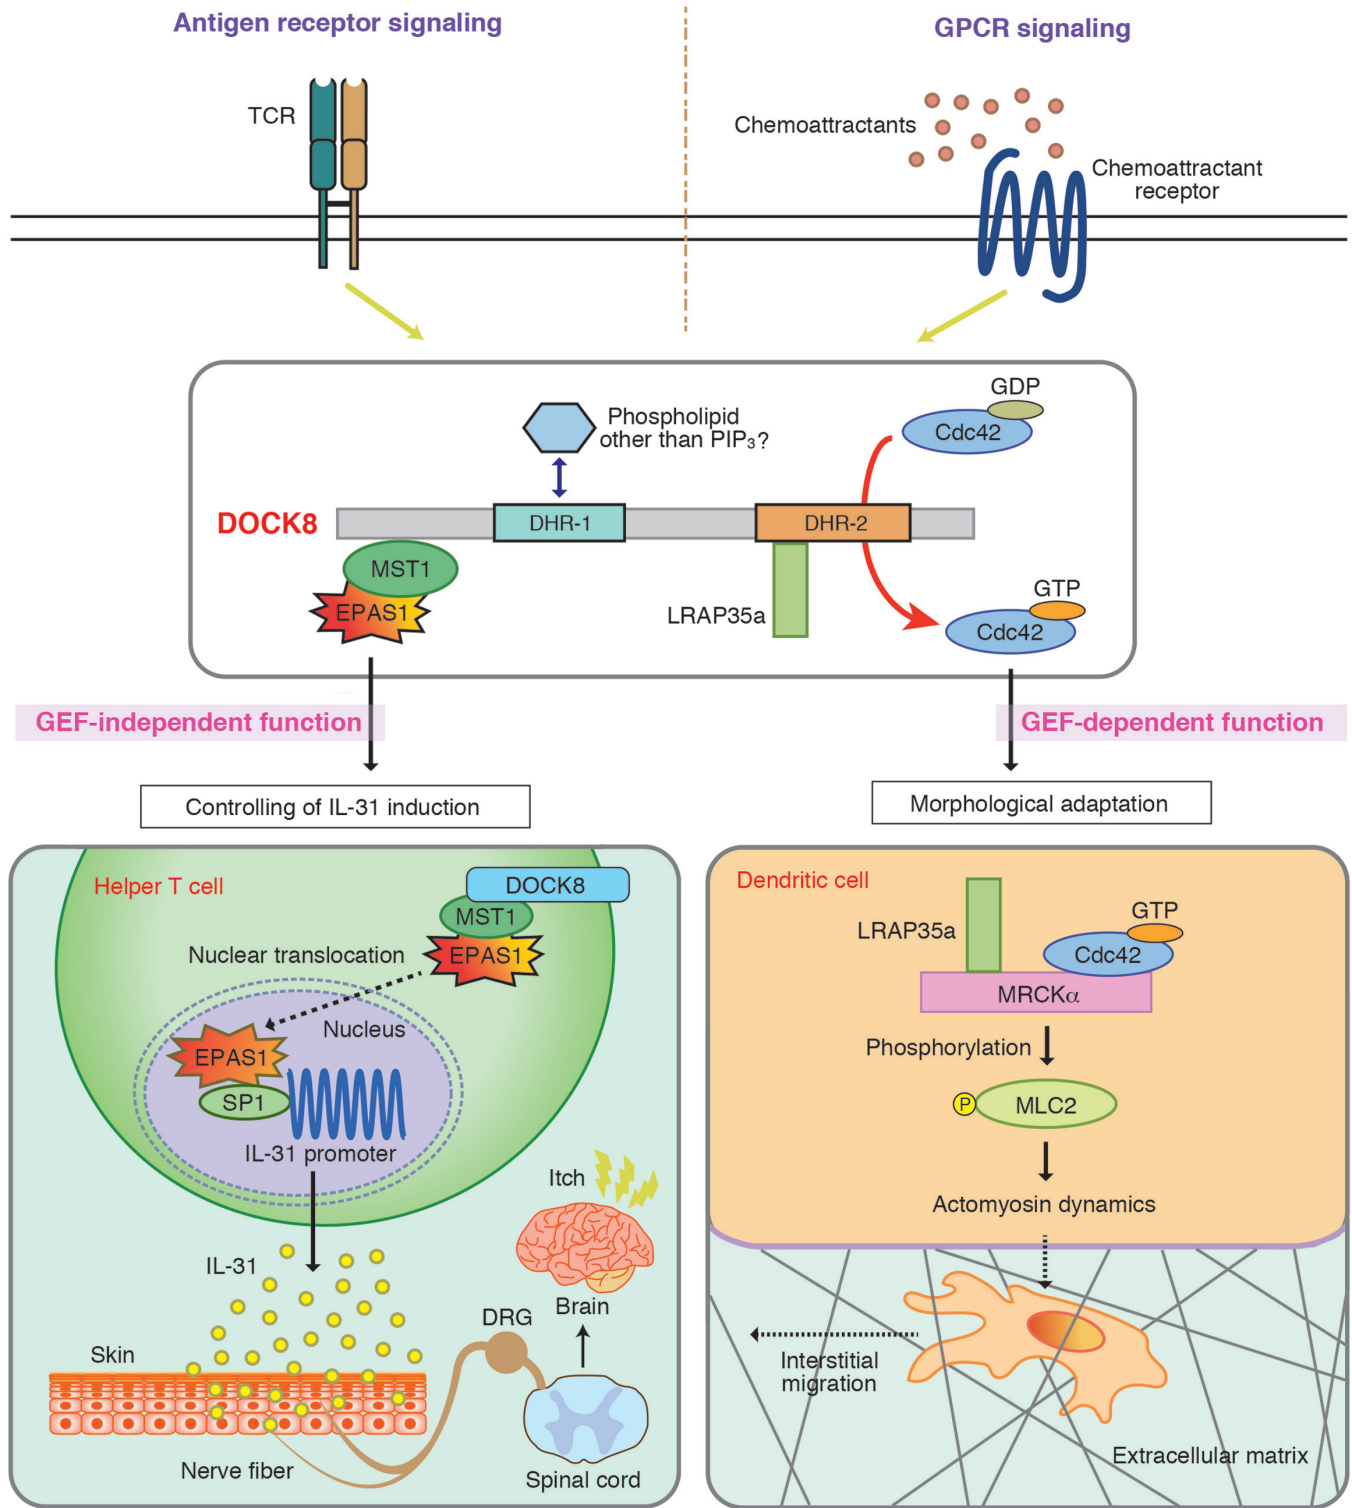 Antigen receptor signaling
GPCR signaling
TCR
Chemoattractants
Chemoattractant
receptor
GDP
Cdc42
Phospholipid
other than PIP₃?
DOCK8
DHR-1
DHR-2
MST1
EPAS1
LRAP35a
GTP
Cdc42
GEF-independent function
GEF-dependent function
Controlling of IL-31 induction
Morphological adaptation
Helper T cell
DOCK8
MST1
EPAS1
Nuclear translocation
Nucleus
EPAS1
SP1
IL-31 promoter
Itch
IL-31
Brain
DRG
Skin
Nerve fiber
Spinal cord
Dendritic cell
LRAP35a
GTP
Cdc42
MRCKα
Phosphorylation
P
MLC2
Actomyosin dynamics
Interstitial
migration
Extracellular matrix